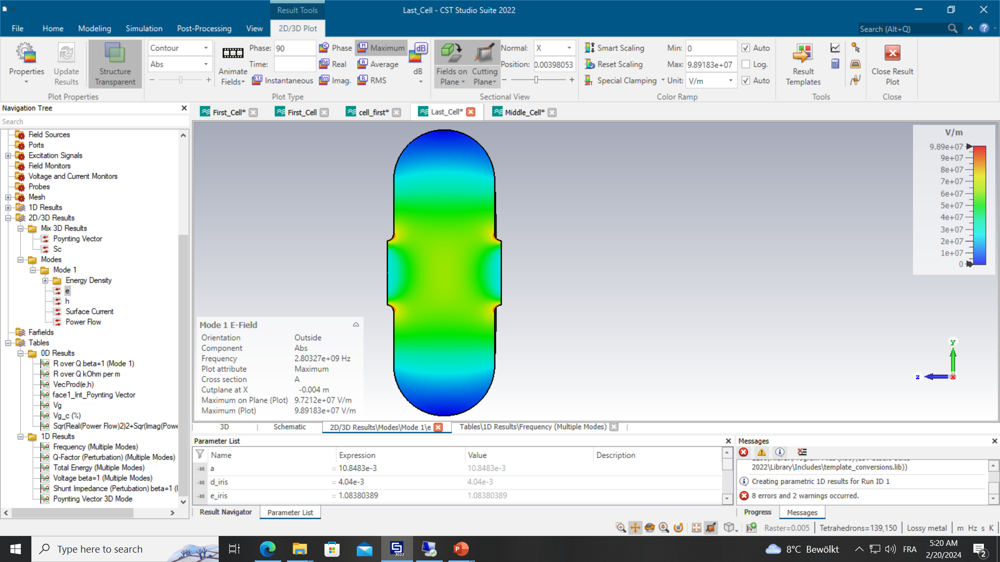 Result Tools
Last_Cell - CST Studio Suite 2022
File Home Modeling Simulation Post-Processing View 2D/3D Plot
Search (Alt+Q)
Properties
Update Results
Structure Transparent
Plot Properties
Contour
Abs
Animate Fields
Phase: 90
Time:
Instantaneous
Phase
Real
Imag.
Maximum
Average
RMS
dB
dB
Plot Type
Fields on Plane
Cutting Plane
Normal: X
Position: 0.00398053
Sectional View
Smart Scaling
Reset Scaling
Special Clamping
Min: 0
Max: 9.89183e+07
Unit: V/m
Auto
Log.
Auto
Color Ramp
Result Templates
Tools
Close Result Plot
Close
Navigation Tree
Search
Field Sources
Ports
Excitation Signals
Field Monitors
Voltage and Current Monitors
Probes
Mesh
1D Results
2D/3D Results
Mix 3D Results
Poynting Vector
Sc
Modes
Mode 1
Energy Density
e
h
Surface Current
Power Flow
Farfields
Tables
0D Results
R over Q beta=1 (Mode 1)
R over Q kOhm per m
VecProd(e,h)
face1_Int_Poynting Vector
Vg
Vg_c (%)
Sqr(Real(Power Flow)2)2+Sqr(Imag(Powe
1D Results
Frequency (Multiple Modes)
Q-Factor (Perturbation) (Multiple Modes)
Total Energy (Multiple Modes)
Voltage beta=1 (Multiple Modes)
Shunt Impedance (Pertubation) beta=1 (I
Poynting Vector 3D Mode
First_Cell* First_Cell cell_first* Last_Cell* Middle_Cell*
V/m
9.89e+07
9e+07
8e+07
7e+07
6e+07
5e+07
4e+07
3e+07
2e+07
1e+07
0
Mode 1 E-Field
Orientation Outside
Component Abs
Frequency 2.80327e+09 Hz
Plot attribute Maximum
Cross section A
Cutplane at X -0.004 m
Maximum on Plane (Plot) 9.7212e+07 V/m
Maximum (Plot) 9.89183e+07 V/m
y
z
x
3D Schematic 2D/3D Results\Modes\Mode 1\e Tables\1D Results\Frequency (Multiple Modes)
Parameter List
Name Expression Value Description
a = 10.8483e-3 10.8483e-3
d_iris = 4.04e-3 4.04e-3
e_iris = 1.08380389 1.08380389
Result Navigator Parameter List
Messages
2022\Library\Includes\template_conversions.lib))
Creating parametric 1D results for Run ID 1
8 errors and 2 warnings occurred.
Progress Messages
Raster=0.005 Tetrahedrons=139,150 Lossy metal m Hz s K
Type here to search
2022
8°C Bewölkt
FRA
5:20 AM
2/20/2024
2